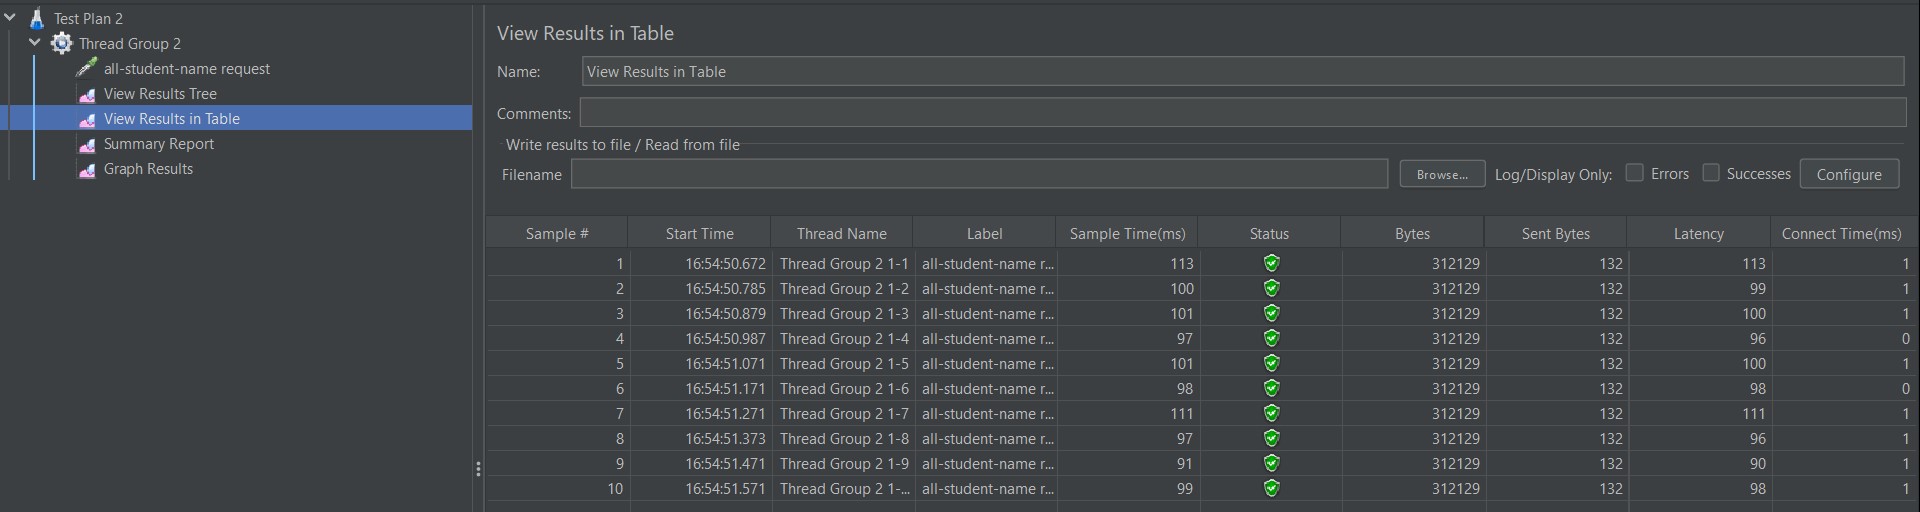 Test Plan 2
Thread Group 2
all-student-name request
View Results Tree
View Results in Table
Summary Report
Graph Results
View Results in Table
Name: View Results in Table
Comments:
Write results to file / Read from file
Filename Browse... Log/Display Only: Errors Successes Configure
Sample # Start Time Thread Name Label Sample Time(ms) Status Bytes Sent Bytes Latency Connect Time(ms)
1 16:54:50.672 Thread Group 2 1-1 all-student-name r... 113 312129 132 113 1
2 16:54:50.785 Thread Group 2 1-2 all-student-name r... 100 312129 132 99 1
3 16:54:50.879 Thread Group 2 1-3 all-student-name r... 101 312129 132 100 1
4 16:54:50.987 Thread Group 2 1-4 all-student-name r... 97 312129 132 96 0
5 16:54:51.071 Thread Group 2 1-5 all-student-name r... 101 312129 132 100 1
6 16:54:51.171 Thread Group 2 1-6 all-student-name r... 98 312129 132 98 0
7 16:54:51.271 Thread Group 2 1-7 all-student-name r... 111 312129 132 111 1
8 16:54:51.373 Thread Group 2 1-8 all-student-name r... 97 312129 132 96 1
9 16:54:51.471 Thread Group 2 1-9 all-student-name r... 91 312129 132 90 1
10 16:54:51.571 Thread Group 2 1-... all-student-name r... 99 312129 132 98 1